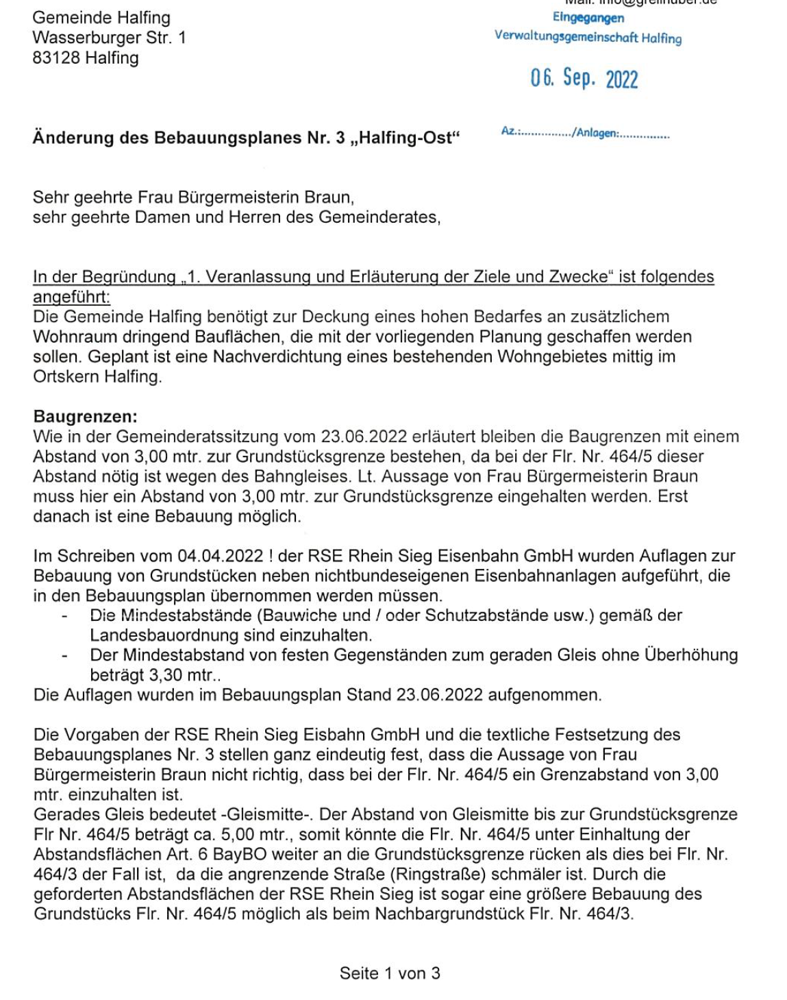 Mail: info@greilhuber.de
Gemeinde Halfing
Wasserburger Str. 1
83128 Halfing
Eingegangen
Verwaltungsgemeinschaft Halfing
06. Sep. 2022
Az.:................/Anlagen:................
Änderung des Bebauungsplanes Nr. 3 „Halfing-Ost“
Sehr geehrte Frau Bürgermeisterin Braun,
sehr geehrte Damen und Herren des Gemeinderates,
In der Begründung „1. Veranlassung und Erläuterung der Ziele und Zwecke“ ist folgendes
angeführt:
Die Gemeinde Halfing benötigt zur Deckung eines hohen Bedarfes an zusätzlichem
Wohnraum dringend Bauflächen, die mit der vorliegenden Planung geschaffen werden
sollen. Geplant ist eine Nachverdichtung eines bestehenden Wohngebietes mittig im
Ortskern Halfing.
Baugrenzen:
Wie in der Gemeinderatssitzung vom 23.06.2022 erläutert bleiben die Baugrenzen mit einem
Abstand von 3,00 mtr. zur Grundstücksgrenze bestehen, da bei der Flr. Nr. 464/5 dieser
Abstand nötig ist wegen des Bahngleises. Lt. Aussage von Frau Bürgermeisterin Braun
muss hier ein Abstand von 3,00 mtr. zur Grundstücksgrenze eingehalten werden. Erst
danach ist eine Bebauung möglich.
Im Schreiben vom 04.04.2022 ! der RSE Rhein Sieg Eisenbahn GmbH wurden Auflagen zur
Bebauung von Grundstücken neben nichtbundeseigenen Eisenbahnanlagen aufgeführt, die
in den Bebauungsplan übernommen werden müssen.
- Die Mindestabstände (Bauwiche und / oder Schutzabstände usw.) gemäß der
Landesbauordnung sind einzuhalten.
- Der Mindestabstand von festen Gegenständen zum geraden Gleis ohne Überhöhung
beträgt 3,30 mtr..
Die Auflagen wurden im Bebauungsplan Stand 23.06.2022 aufgenommen.
Die Vorgaben der RSE Rhein Sieg Eisbahn GmbH und die textliche Festsetzung des
Bebauungsplanes Nr. 3 stellen ganz eindeutig fest, dass die Aussage von Frau
Bürgermeisterin Braun nicht richtig, dass bei der Flr. Nr. 464/5 ein Grenzabstand von 3,00
mtr. einzuhalten ist.
Gerades Gleis bedeutet -Gleismitte-. Der Abstand von Gleismitte bis zur Grundstücksgrenze
Flr Nr. 464/5 beträgt ca. 5,00 mtr., somit könnte die Flr. Nr. 464/5 unter Einhaltung der
Abstandsflächen Art. 6 BayBO weiter an die Grundstücksgrenze rücken als dies bei Flr. Nr.
464/3 der Fall ist, da die angrenzende Straße (Ringstraße) schmäler ist. Durch die
geforderten Abstandsflächen der RSE Rhein Sieg ist sogar eine größere Bebauung des
Grundstücks Flr. Nr. 464/5 möglich als beim Nachbargrundstück Flr. Nr. 464/3.
Seite 1 von 3